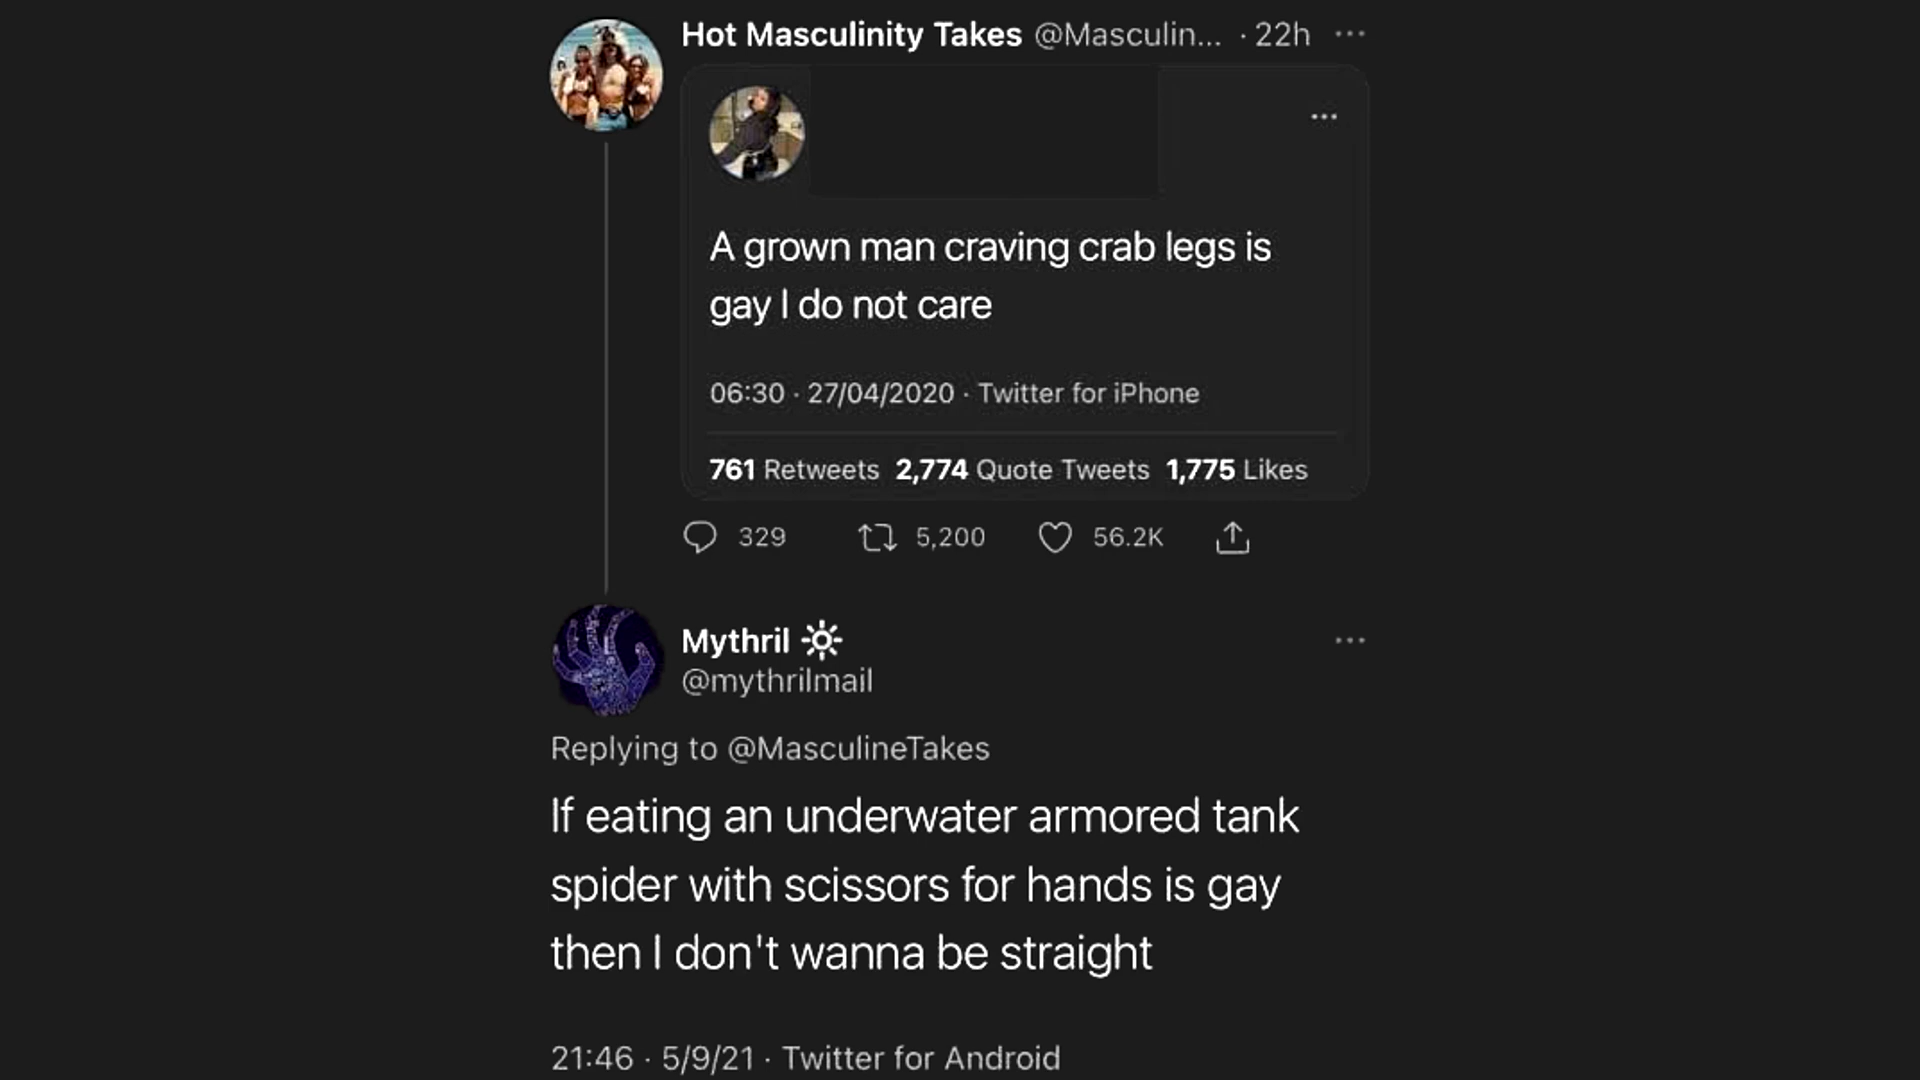 Hot Masculinity Takes @Masculin... · 22h ...
...
A grown man craving crab legs is
gay I do not care
06:30 · 27/04/2020 · Twitter for iPhone
761 Retweets 2,774 Quote Tweets 1,775 Likes
329 5,200 56.2K
Mythril ...
@mythrilmail
Replying to @MasculineTakes
If eating an underwater armored tank
spider with scissors for hands is gay
then I don't wanna be straight
21:46 · 5/9/21 · Twitter for Android